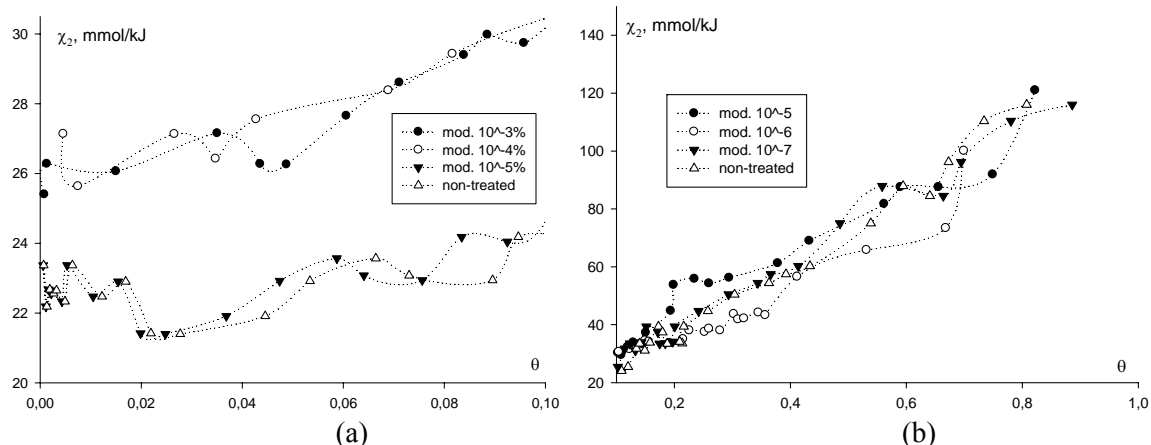 χ2, mmol/kJ
30
28
26
24
22
20
0,00
0,02
0,04
0,06
0,08
0,10
θ
mod. 10^-3%
mod. 10^-4%
mod. 10^-5%
non-treated
(a)
χ2, mmol/kJ
140
120
100
80
60
40
20
0,2
0,4
0,6
0,8
1,0
θ
mod. 10^-5
mod. 10^-6
mod. 10^-7
non-treated
(b)